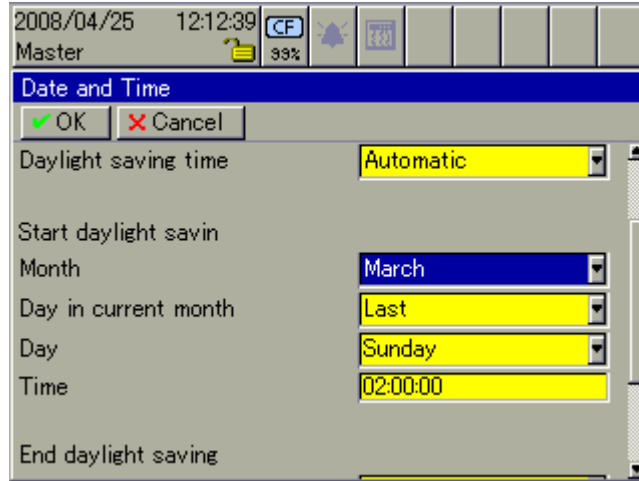 2008/04/25 12:12:39 CF
Master 99%
Date and Time
OK Cancel
Daylight saving time Automatic
Start daylight savin
Month March
Day in current month Last
Day Sunday
Time 02:00:00
End daylight saving